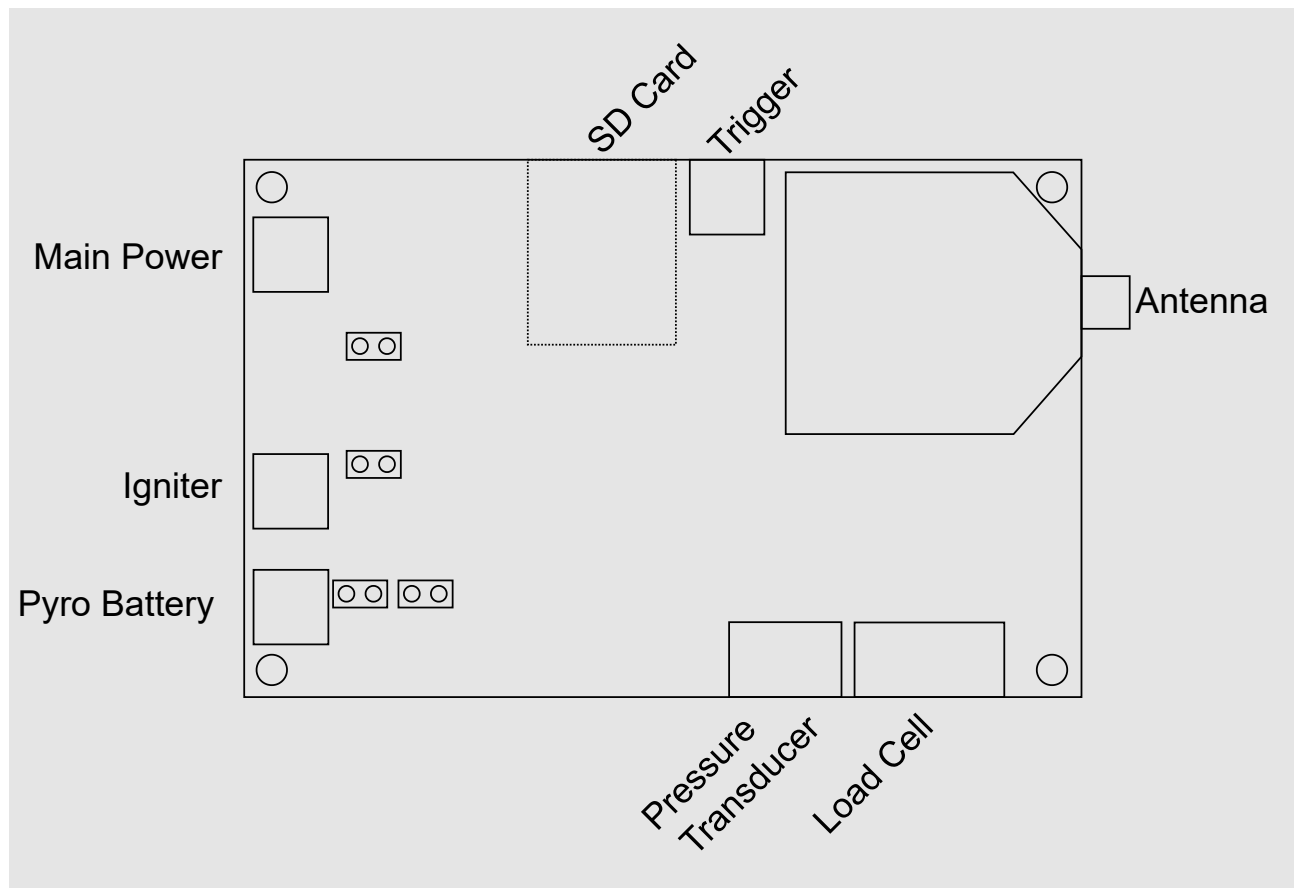 SD Card
Trigger
Main Power
Antenna
Igniter
Pyro Battery
Pressure
Transducer
Load Cell